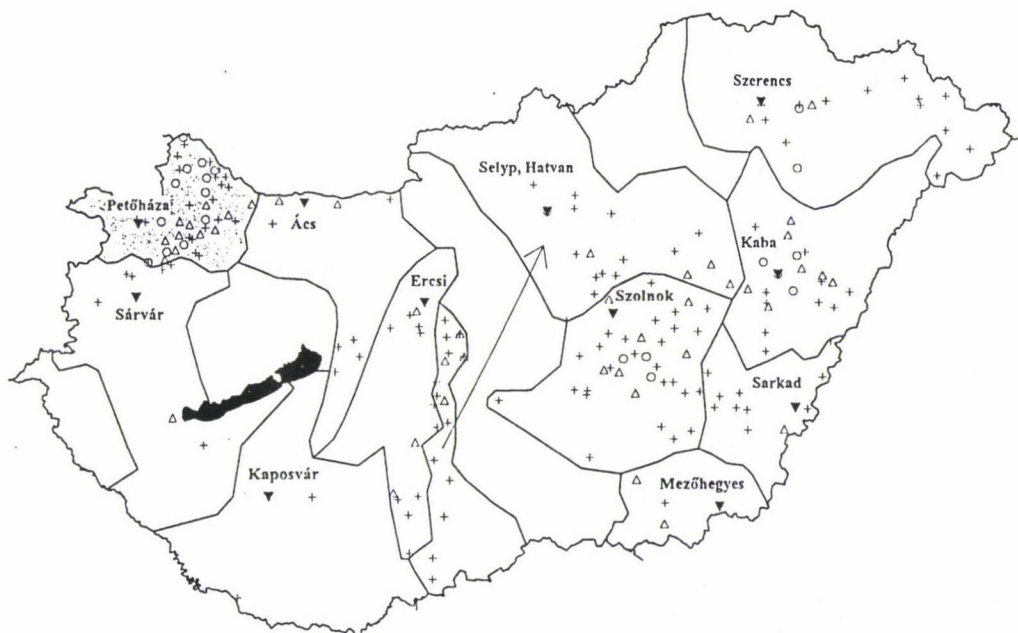 Szerencs
Selyp, Hatvan
Petőháza
Ács
Kaba
Ercsi
Sárvár
Szolnok
Sarkad
Kaposvár
Mezőhegyes